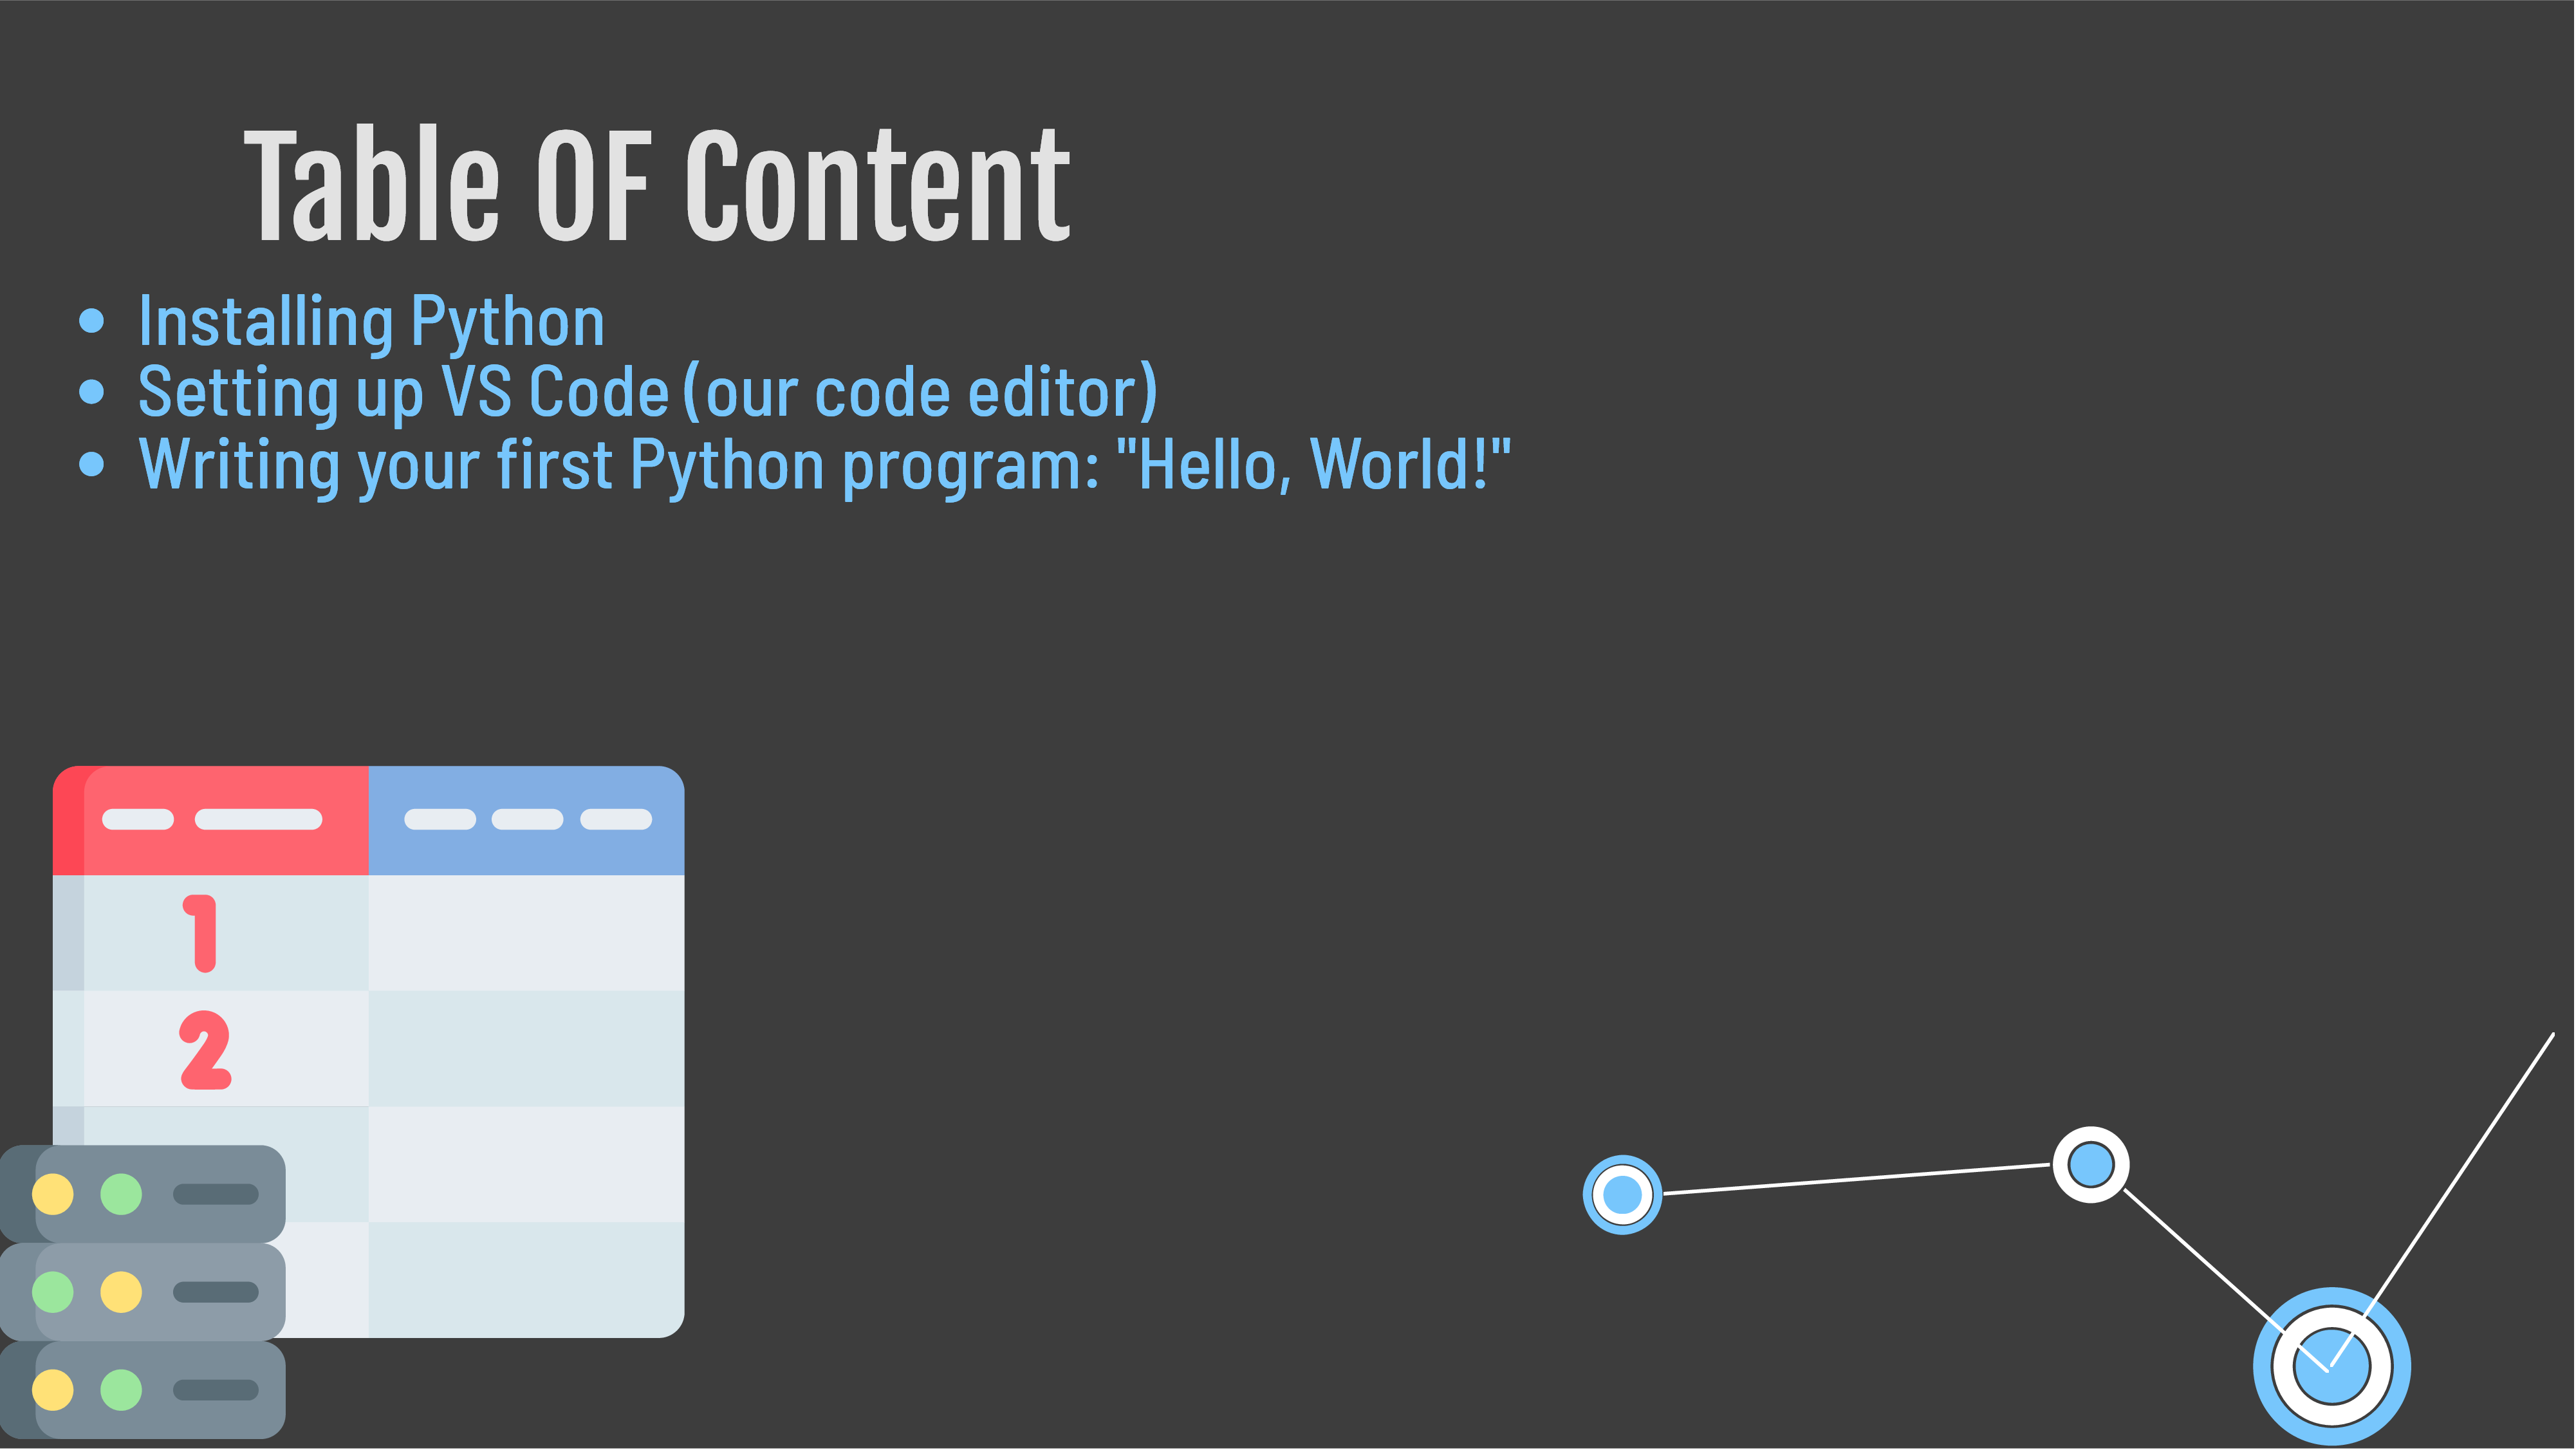 Table OF Content
• Installing Python
• Setting up VS Code (our code editor)
• Writing your first Python program: "Hello, World!"
1
2